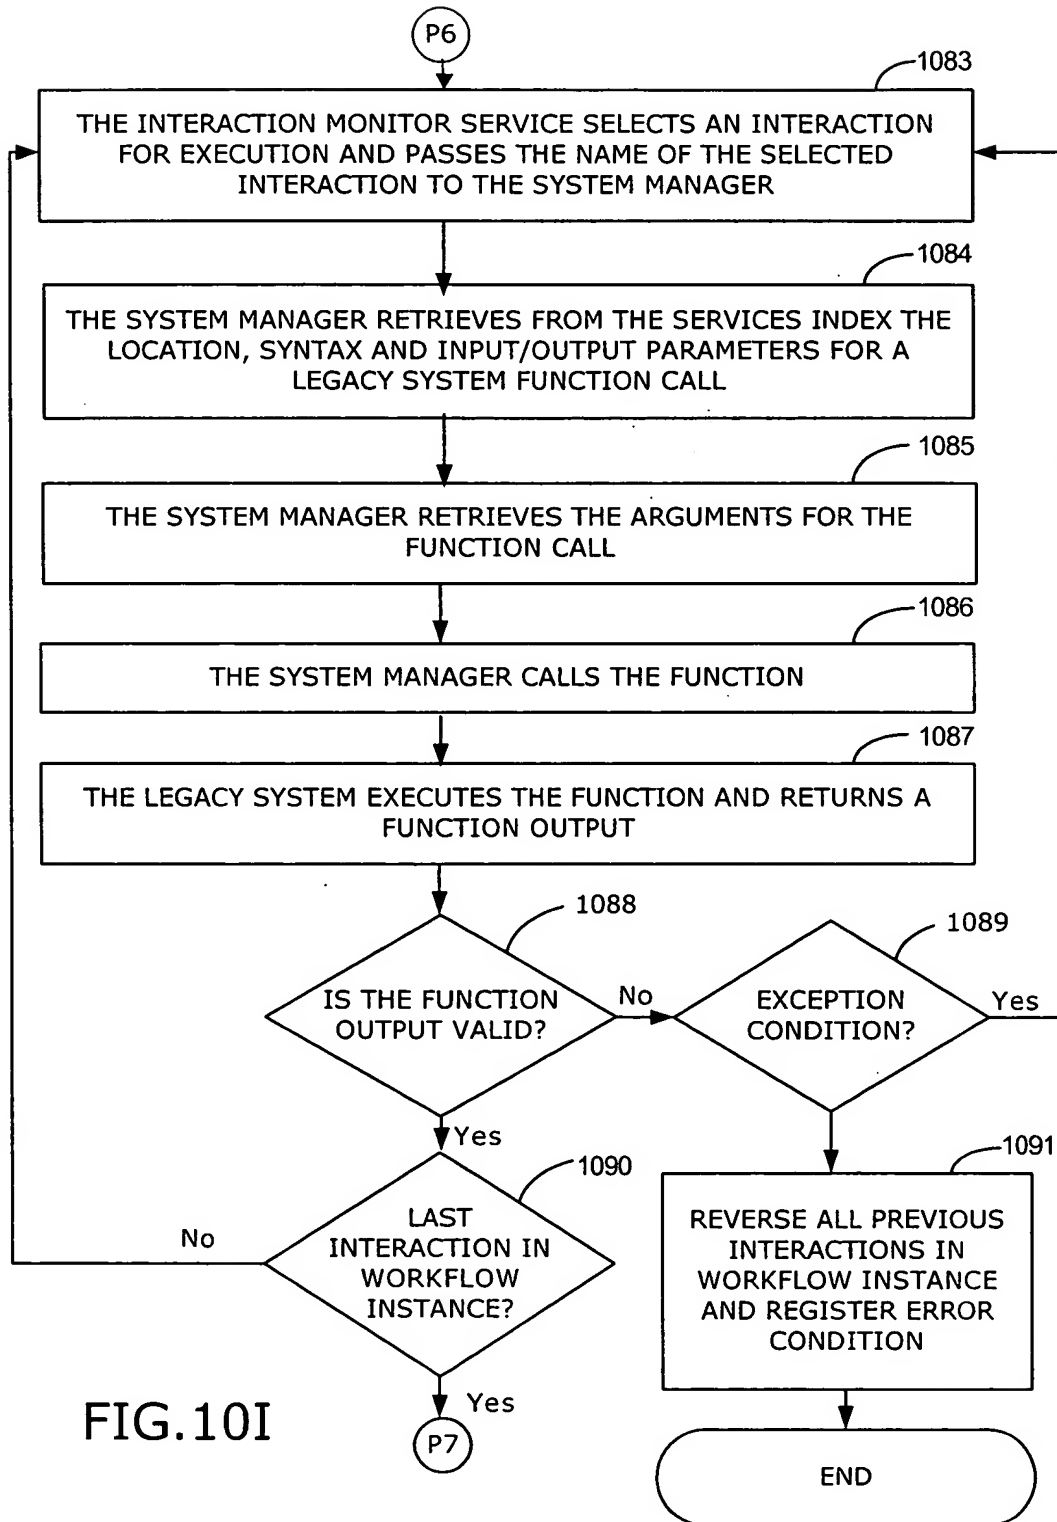 P6
1083
THE INTERACTION MONITOR SERVICE SELECTS AN INTERACTION
FOR EXECUTION AND PASSES THE NAME OF THE SELECTED
INTERACTION TO THE SYSTEM MANAGER
1084
THE SYSTEM MANAGER RETRIEVES FROM THE SERVICES INDEX THE
LOCATION, SYNTAX AND INPUT/OUTPUT PARAMETERS FOR A
LEGACY SYSTEM FUNCTION CALL
1085
THE SYSTEM MANAGER RETRIEVES THE ARGUMENTS FOR THE
FUNCTION CALL
1086
THE SYSTEM MANAGER CALLS THE FUNCTION
1087
THE LEGACY SYSTEM EXECUTES THE FUNCTION AND RETURNS A
FUNCTION OUTPUT
1088
IS THE FUNCTION
OUTPUT VALID?
No
1089
EXCEPTION
CONDITION?
Yes
Yes
1090
LAST
INTERACTION IN
WORKFLOW
INSTANCE?
No
1091
REVERSE ALL PREVIOUS
INTERACTIONS IN
WORKFLOW INSTANCE
AND REGISTER ERROR
CONDITION
Yes
P7
END
FIG.10I